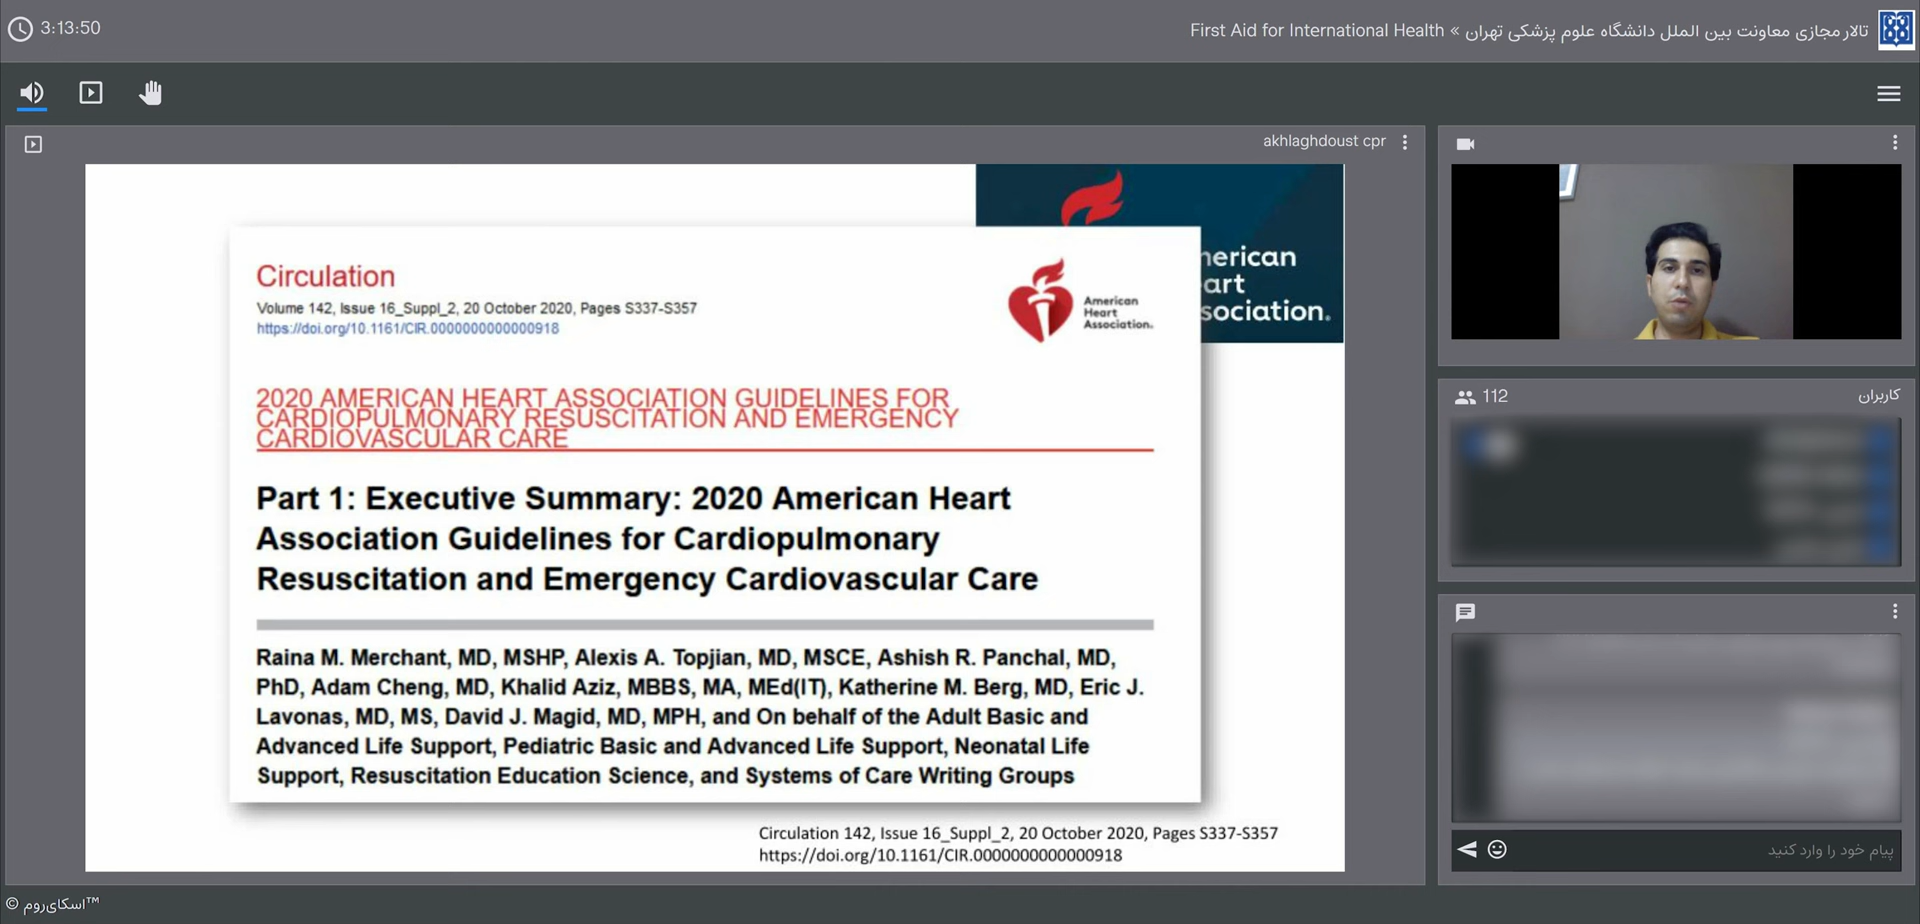 3:13:50
تالار مجازی معاونت بین الملل دانشگاه علوم پزشکی تهران » First Aid for International Health
akhlaghdoust cpr
Circulation
Volume 142, Issue 16_Suppl_2, 20 October 2020, Pages S337-S357
https://doi.org/10.1161/CIR.0000000000000918
American
Heart
Association.
nerican
art
sociation.
2020 AMERICAN HEART ASSOCIATION GUIDELINES FOR
CARDIOPULMONARY RESUSCITATION AND EMERGENCY
CARDIOVASCULAR CARE
Part 1: Executive Summary: 2020 American Heart
Association Guidelines for Cardiopulmonary
Resuscitation and Emergency Cardiovascular Care
Raina M. Merchant, MD, MSHP, Alexis A. Topjian, MD, MSCE, Ashish R. Panchal, MD,
PhD, Adam Cheng, MD, Khalid Aziz, MBBS, MA, MEd(IT), Katherine M. Berg, MD, Eric J.
Lavonas, MD, MS, David J. Magid, MD, MPH, and On behalf of the Adult Basic and
Advanced Life Support, Pediatric Basic and Advanced Life Support, Neonatal Life
Support, Resuscitation Education Science, and Systems of Care Writing Groups
Circulation 142, Issue 16_Suppl_2, 20 October 2020, Pages S337-S357
https://doi.org/10.1161/CIR.0000000000000918
112
کاربران
پیام خود را وارد کنید
© اسکای‌روم™